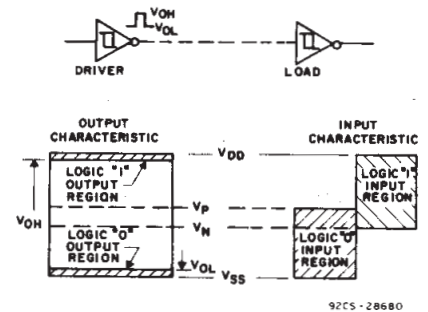 VOH
VOL
DRIVER
LOAD
OUTPUT
CHARACTERISTIC
INPUT
CHARACTERISTIC
VDD
LOGIC "1"
OUTPUT
REGION
LOGIC "1"
INPUT
REGION
VOH
VP
VN
LOGIC "0"
OUTPUT
REGION
LOGIC "0"
INPUT
REGION
VOL
VSS
92CS-28680